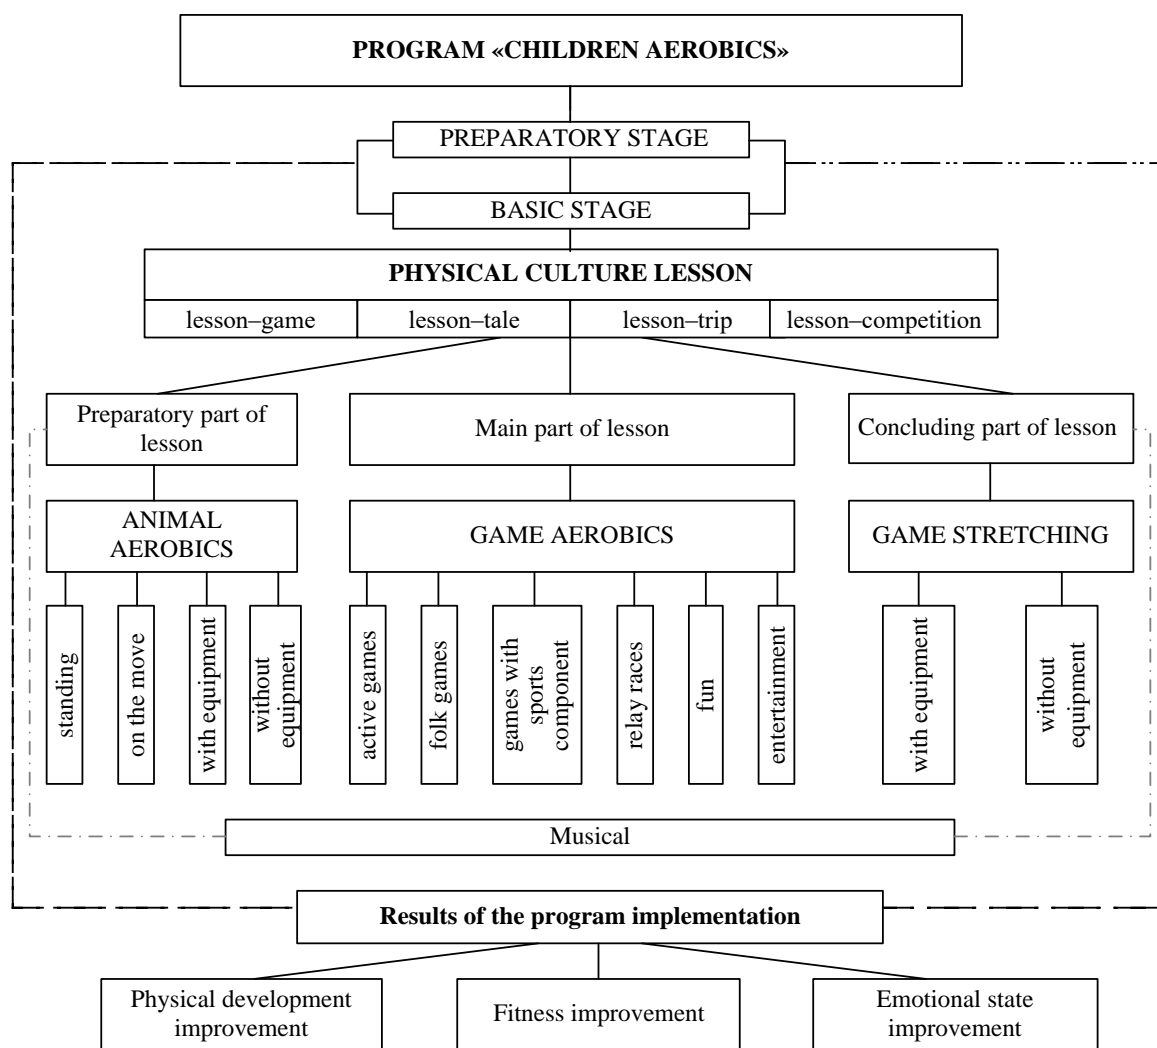 PROGRAM «CHILDREN AEROBICS»
PREPARATORY STAGE
BASIC STAGE
PHYSICAL CULTURE LESSON
lesson–game
lesson–tale
lesson–trip
lesson–competition
Preparatory part of
lesson
Main part of lesson
Concluding part of lesson
ANIMAL
AEROBICS
GAME AEROBICS
GAME STRETCHING
standing
on the move
with equipment
without
equipment
active games
folk games
games with
sports
component
relay races
fun
entertainment
with equipment
without
equipment
Musical
Results of the program implementation
Physical development
improvement
Fitness improvement
Emotional state
improvement